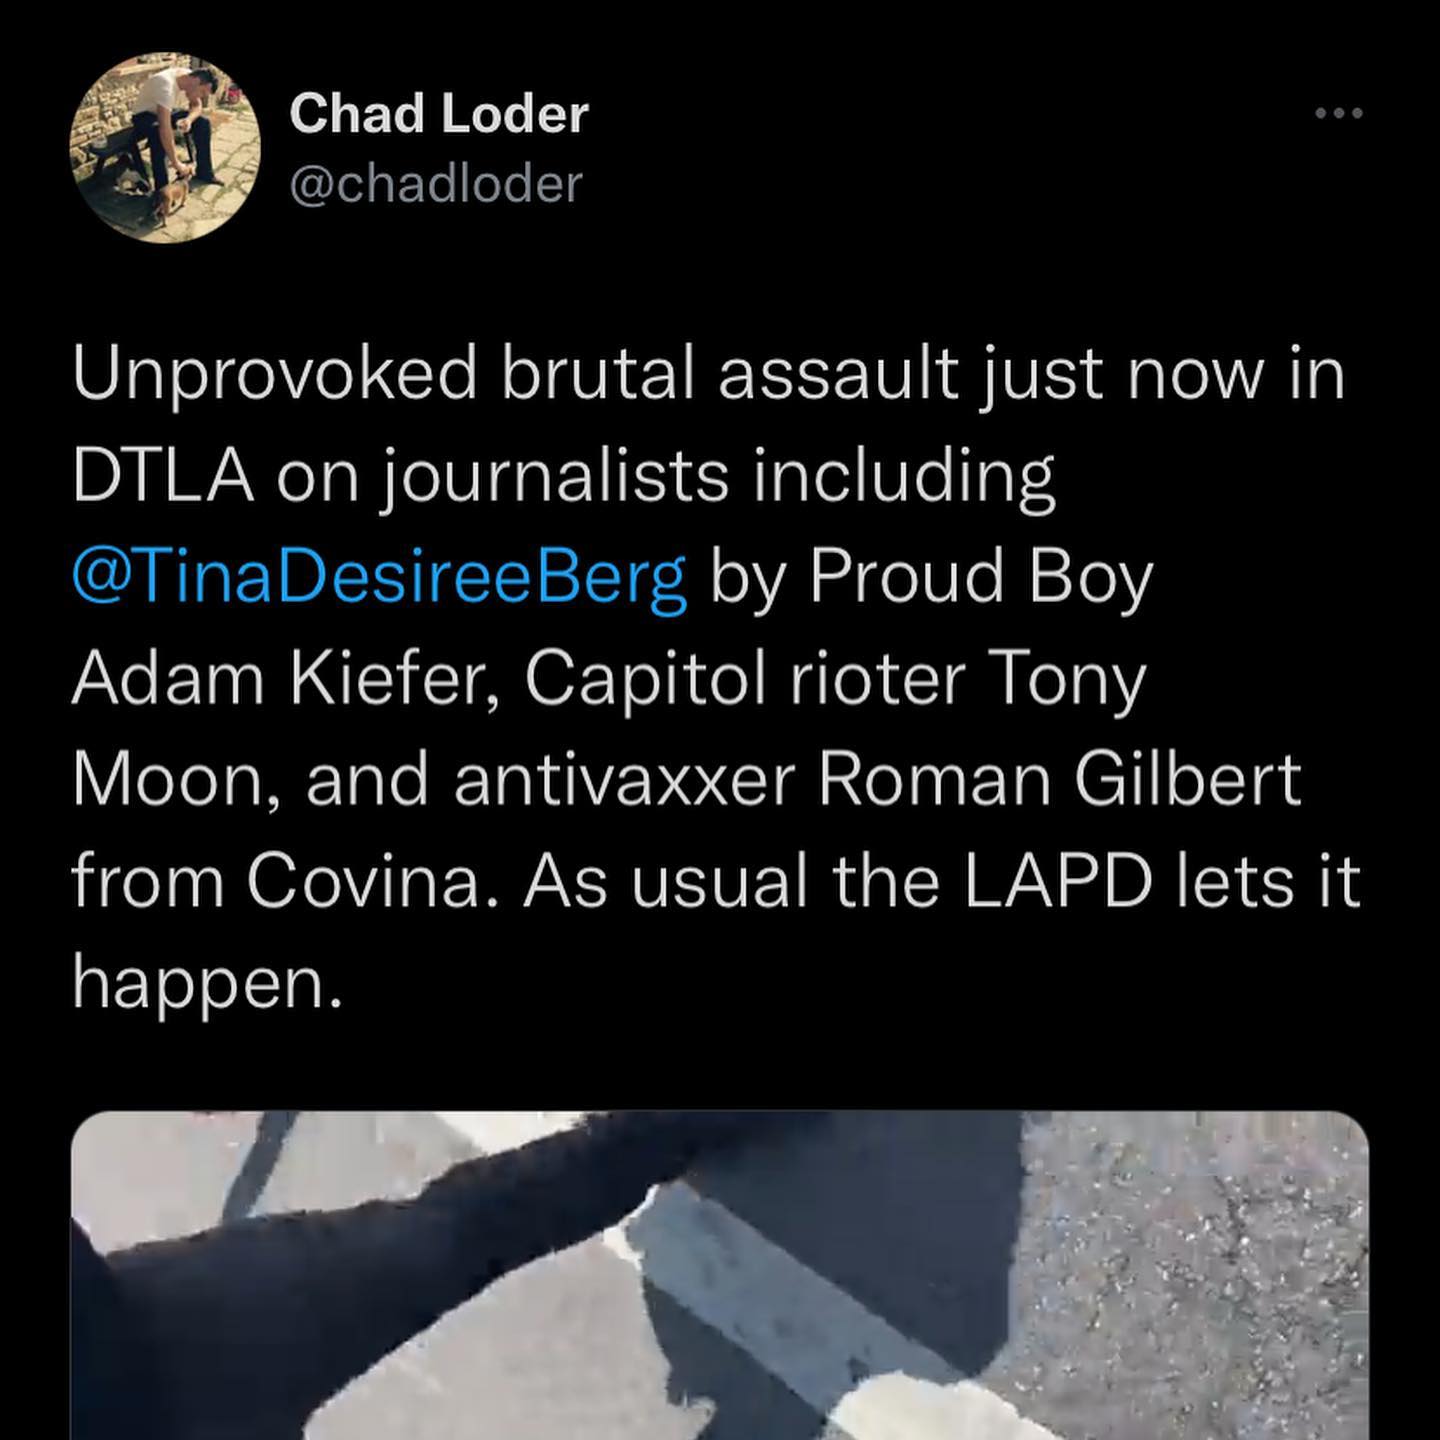 Chad Loder
@chadloder
Unprovoked brutal assault just now in
DTLA on journalists including
@TinaDesireeBerg by Proud Boy
Adam Kiefer, Capitol rioter Tony
Moon, and antivaxxer Roman Gilbert
from Covina. As usual the LAPD lets it
happen.